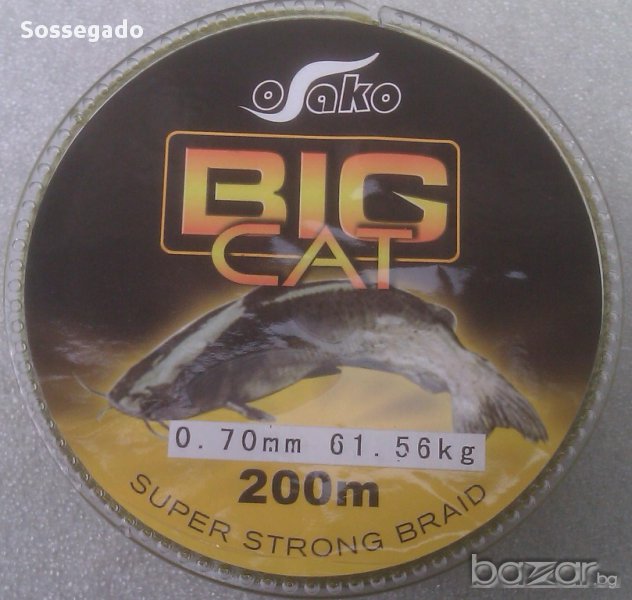 Sossegado
osako
BIG
CAT
0.70mm 61.56kg
200m
SUPER STRONG BRAID
bazar.bg